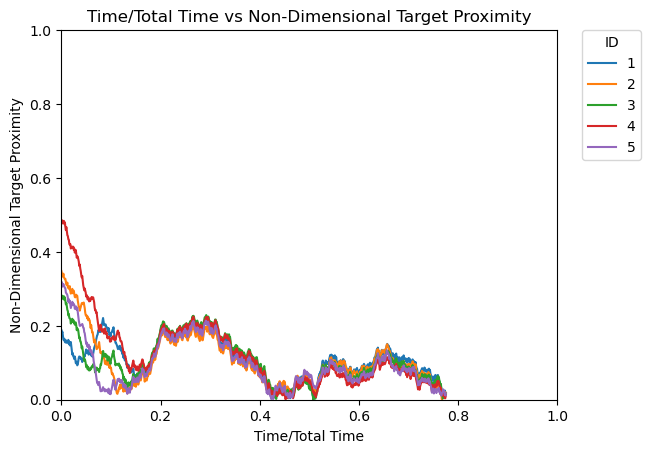 Time/Total Time vs Non-Dimensional Target Proximity
ID
1
2
3
4
5
Non-Dimensional Target Proximity
1.0
0.8
0.6
0.4
0.2
0.0
0.0 0.2 0.4 0.6 0.8 1.0
Time/Total Time